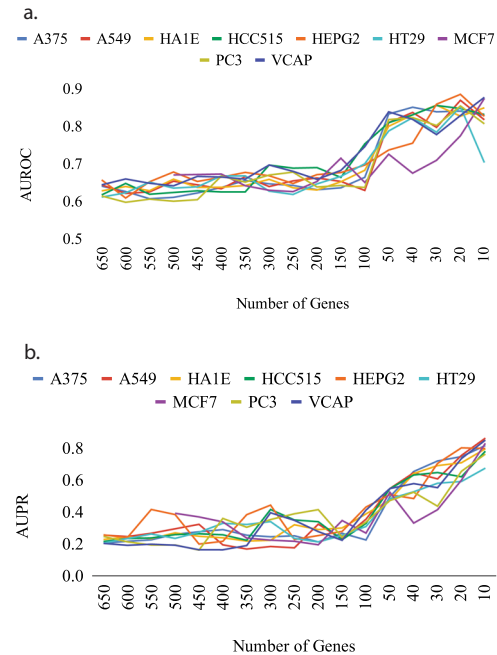 a.
A375 A549 HA1E HCC515 HEPG2 HT29 MCF7
PC3 VCAP
AUROC
0.9
0.8
0.7
0.6
0.5
650 600 550 500 450 400 350 300 250 200 150 100 50 40 30 20 10
Number of Genes
b.
A375 A549 HA1E HCC515 HEPG2 HT29
MCF7 PC3 VCAP
AUPR
0.8
0.6
0.4
0.2
0.0
650 600 550 500 450 400 350 300 250 200 150 100 50 40 30 20 10
Number of Genes